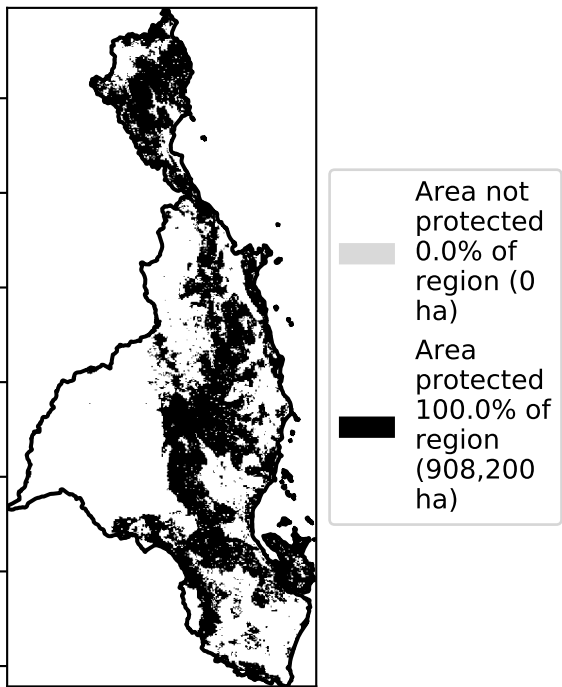 Area not
protected
0.0% of
region (0
ha)
Area
protected
100.0% of
region
(908,200
ha)